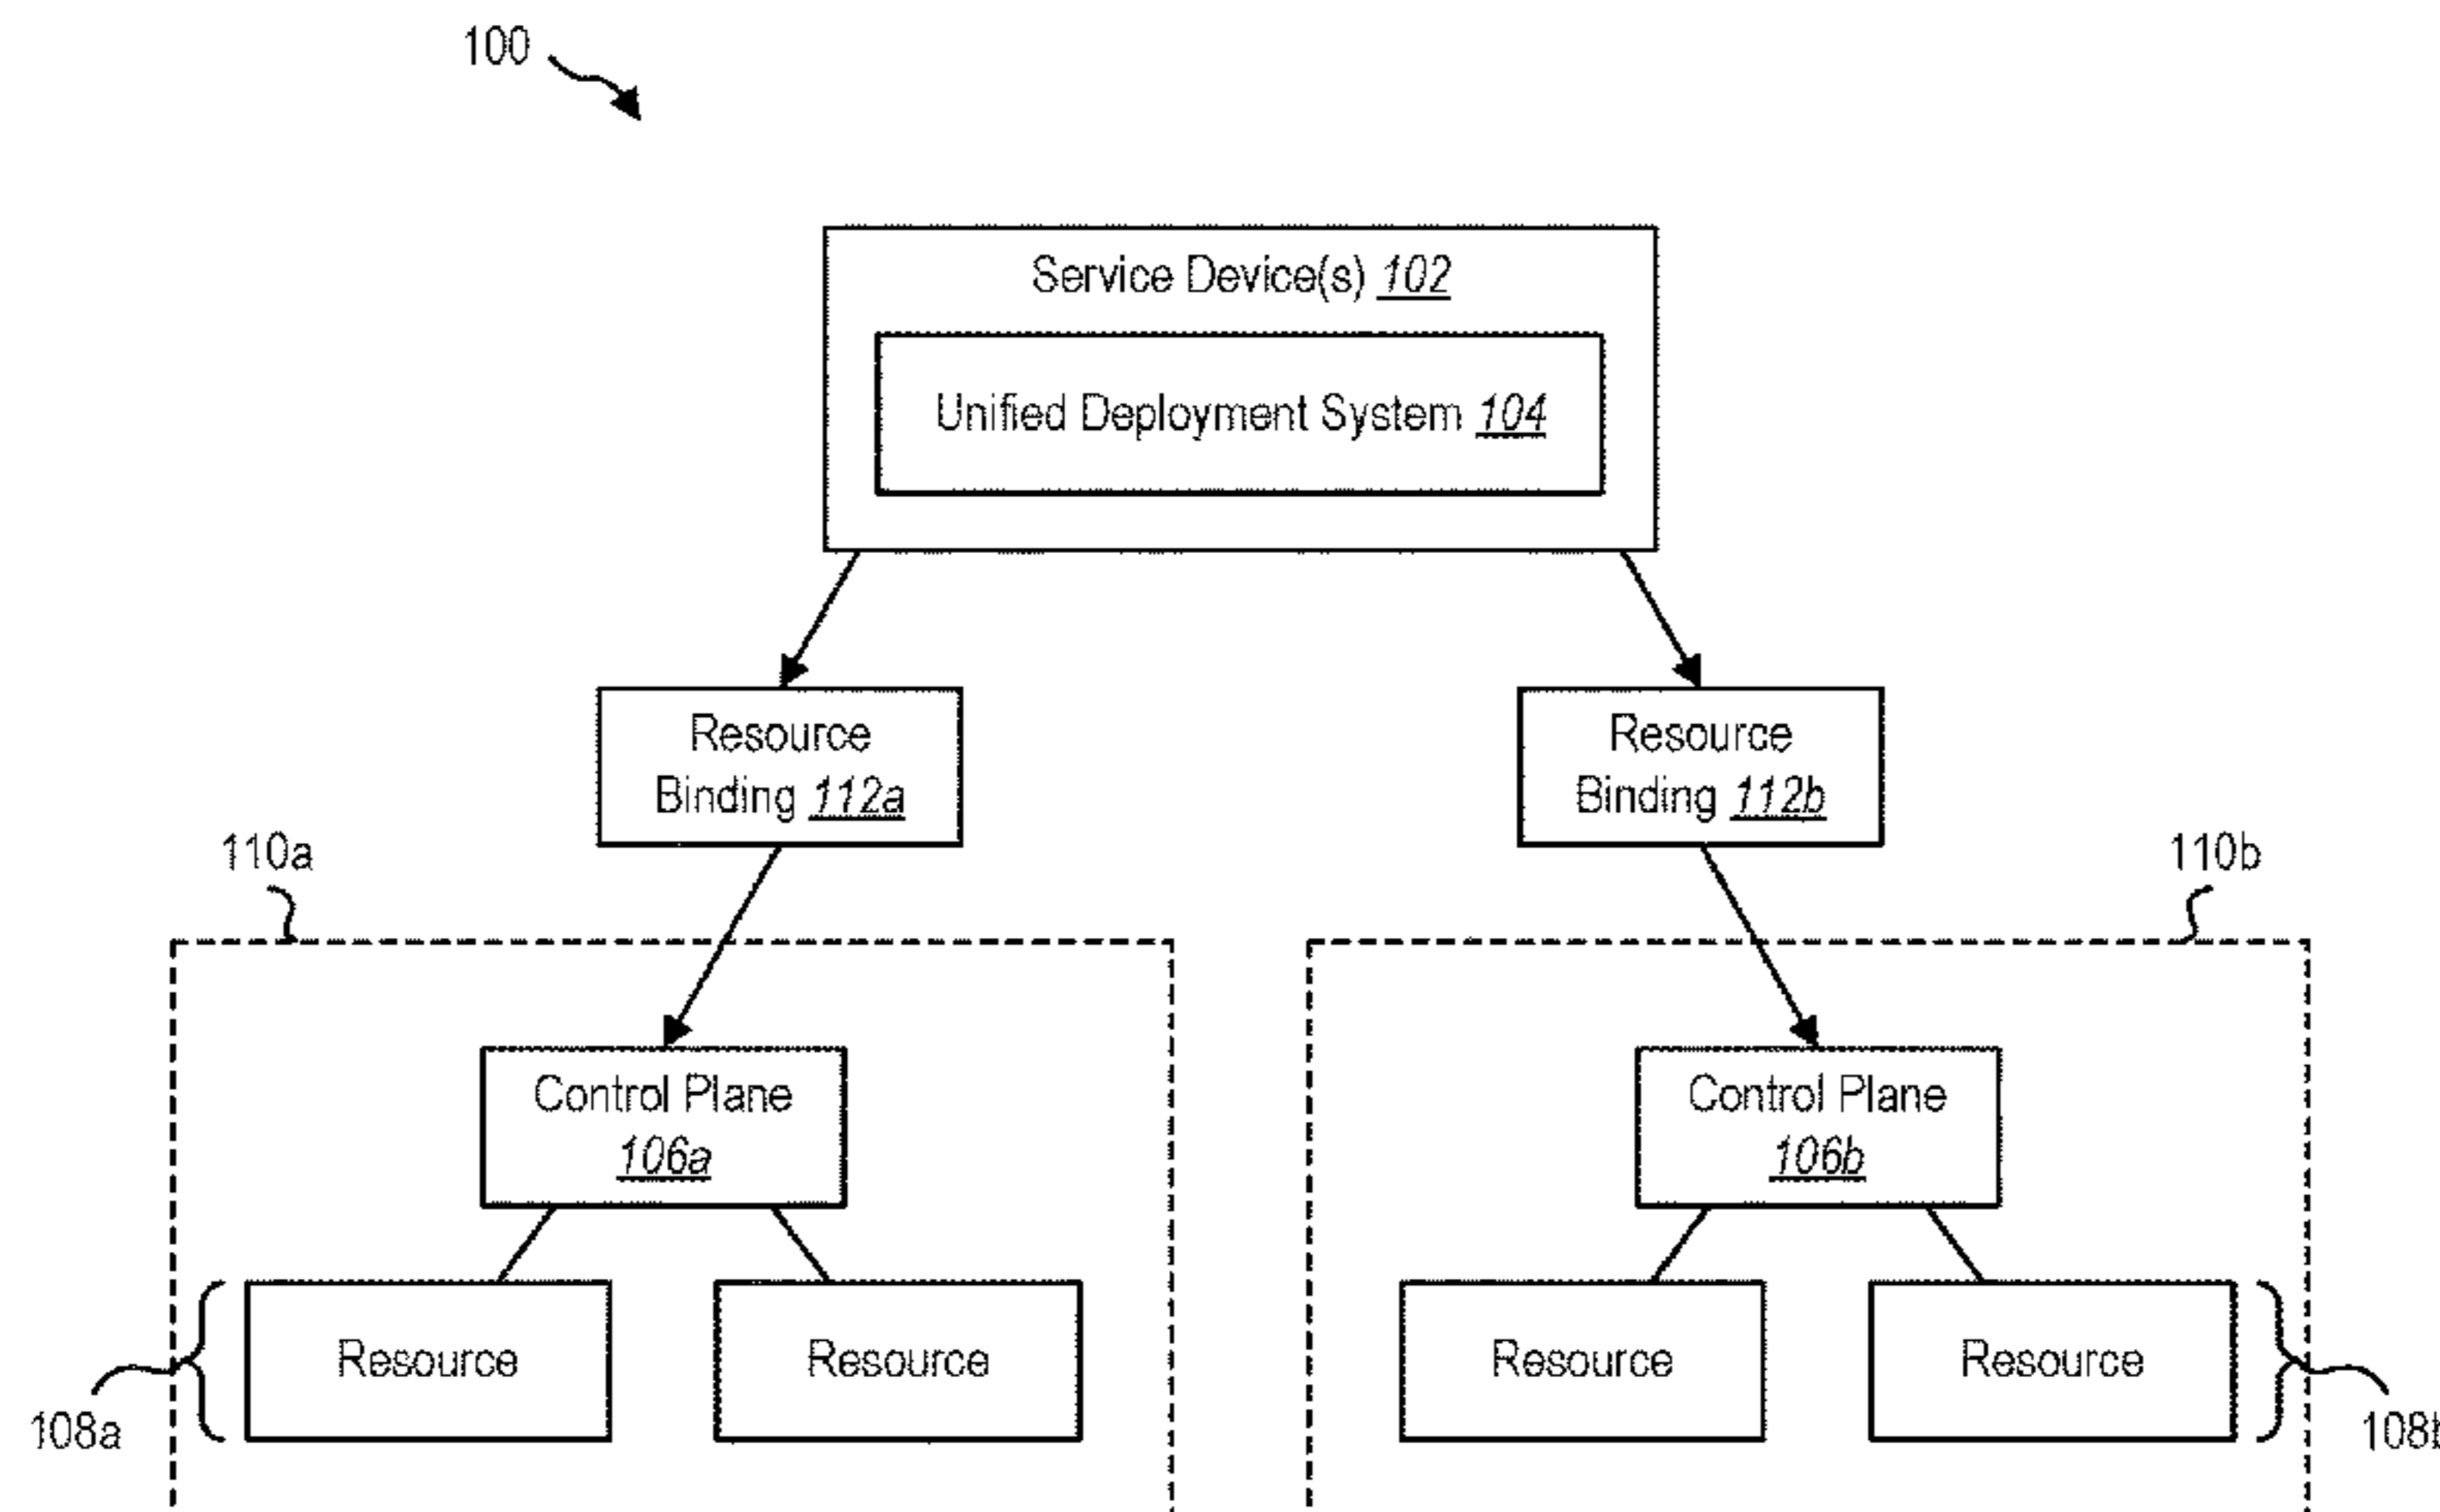 100
Service Device(s) 102
Unified Deployment System 104
Resource
Binding 112a
Resource
Binding 112b
110a
110b
Control Plane
106a
Control Plane
106b
Resource
Resource
Resource
Resource
108a
108b